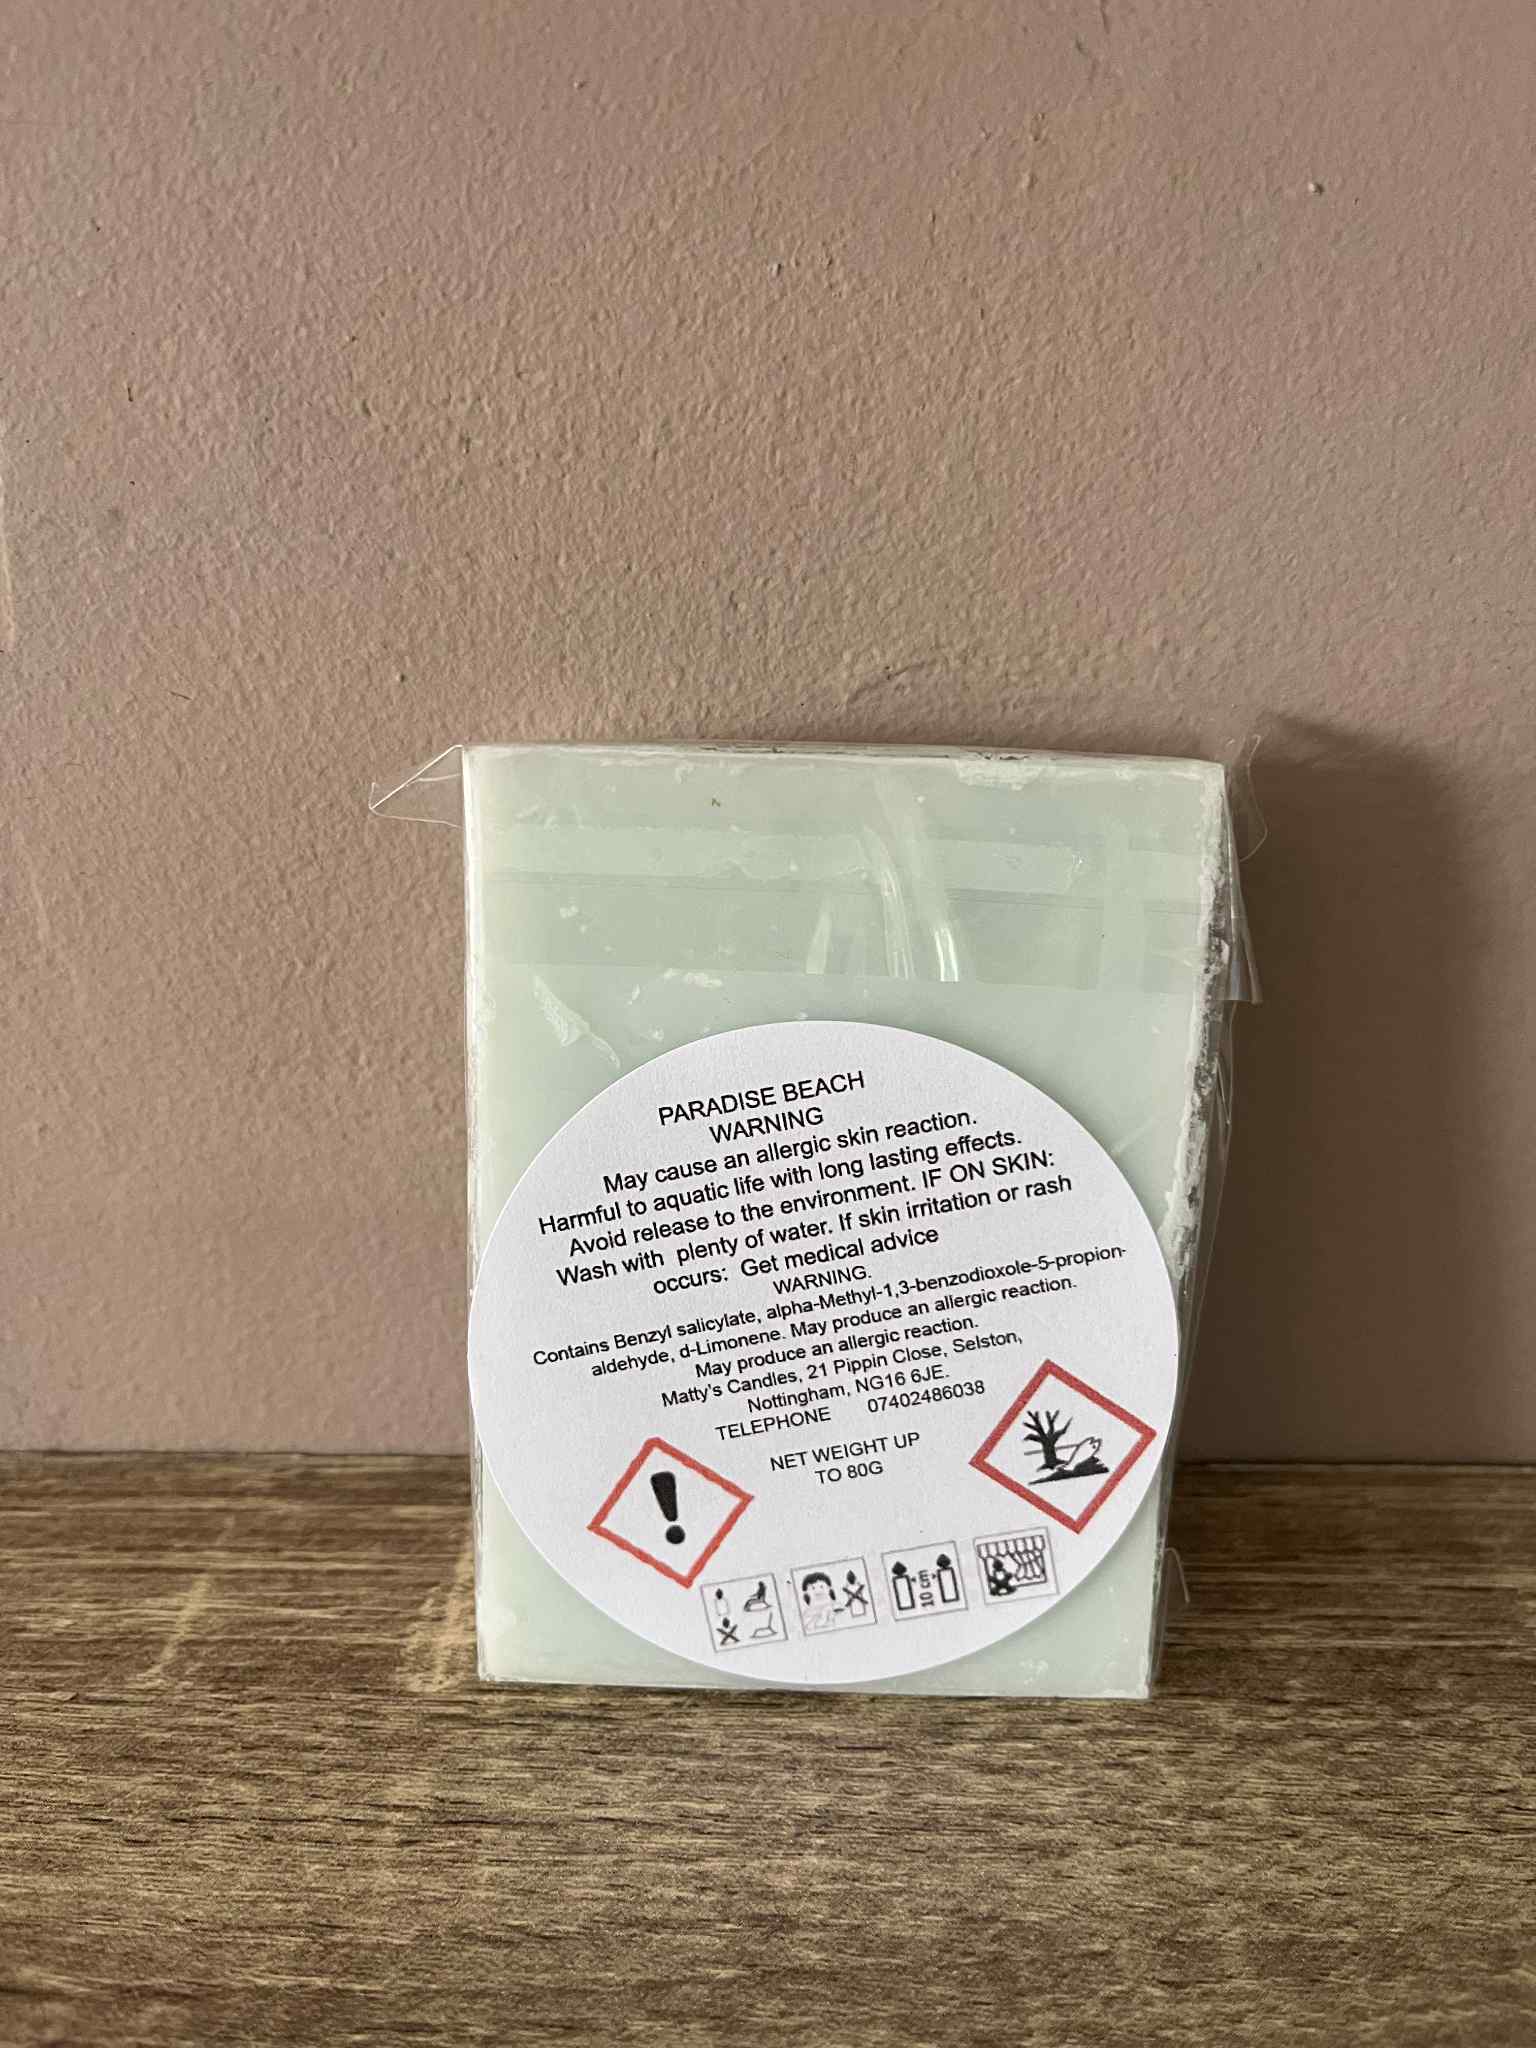 PARADISE BEACH
WARNING
May cause an allergic skin reaction.
Harmful to aquatic life with long lasting effects.
Avoid release to the environment. IF ON SKIN:
Wash with plenty of water. If skin irritation or rash
occurs: Get medical advice
WARNING.
Contains Benzyl salicylate, alpha-Methyl-1,3-benzodioxole-5-propion-
aldehyde, d-Limonene. May produce an allergic reaction.
May produce an allergic reaction.
Matty's Candles, 21 Pippin Close, Selston,
Nottingham, NG16 6JE.
TELEPHONE 07402486038
NET WEIGHT UP
TO 80G
10 cm